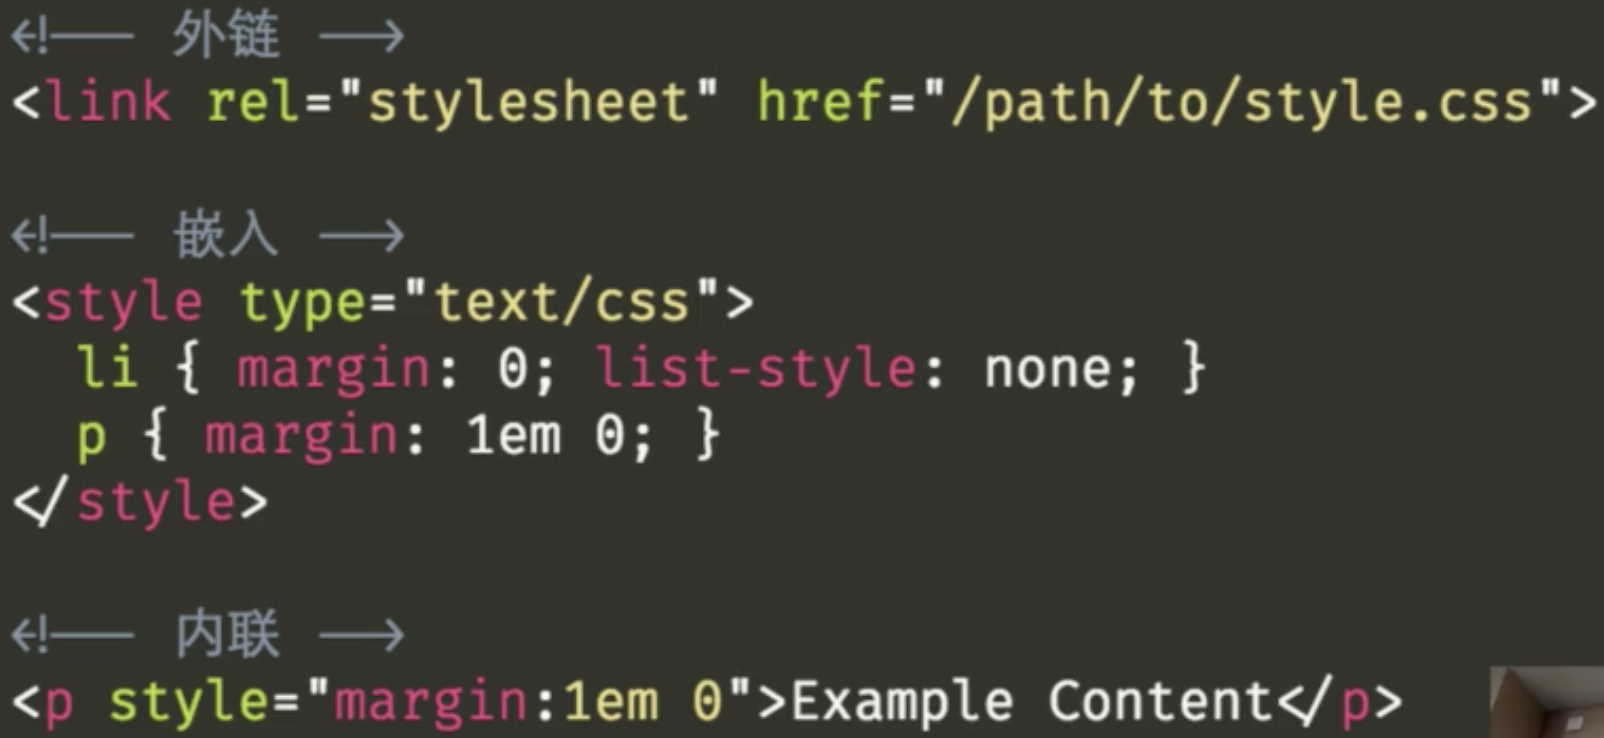 <!-- 外链 -->
<link rel="stylesheet" href="/path/to/style.css">
<!-- 嵌入 -->
<style type="text/css">
li { margin: 0; list-style: none; }
p { margin: 1em 0; }
</style>
<!-- 内联 -->
<p style="margin:1em 0">Example Content</p>